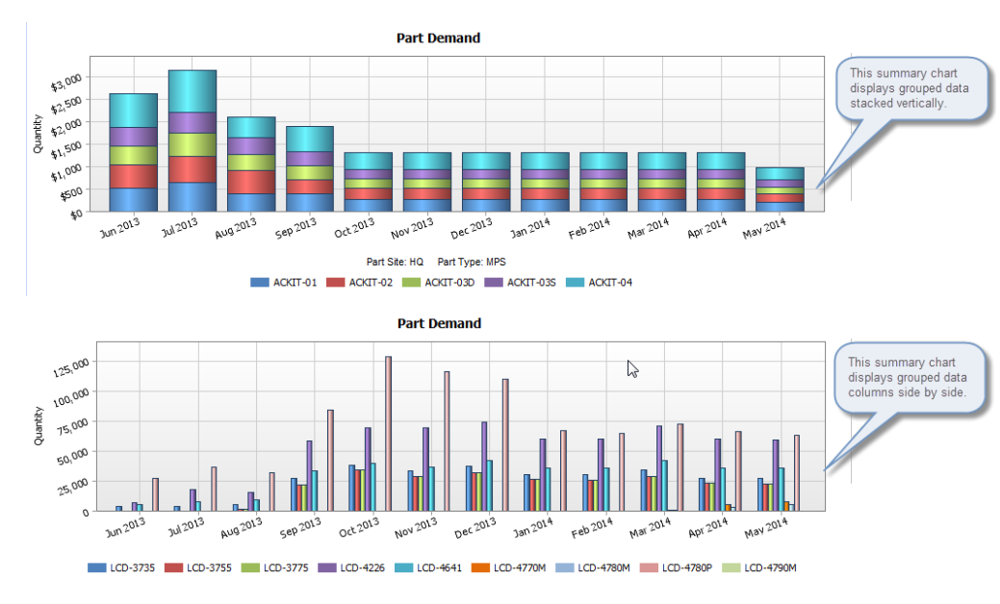 Part Demand
This summary chart
displays grouped data
stacked vertically.
Quantity
$3,000
$2,500
$2,000
$1,500
$1,000
$500
$0
Jun 2013 Jul 2013 Aug 2013 Sep 2013 Oct 2013 Nov 2013 Dec 2013 Jan 2014 Feb 2014 Mar 2014 Apr 2014 May 2014
Part Site: HQ Part Type: MPS
ACKIT-01 ACKIT-02 ACKIT-03D ACKIT-03S ACKIT-04
Part Demand
This summary chart
displays grouped data
columns side by side.
Quantity
125,000
100,000
75,000
50,000
25,000
0
Jun 2013 Jul 2013 Aug 2013 Sep 2013 Oct 2013 Nov 2013 Dec 2013 Jan 2014 Feb 2014 Mar 2014 Apr 2014 May 2014
LCD-3735 LCD-3755 LCD-3775 LCD-4226 LCD-4641 LCD-4770M LCD-4780M LCD-4780P LCD-4790M